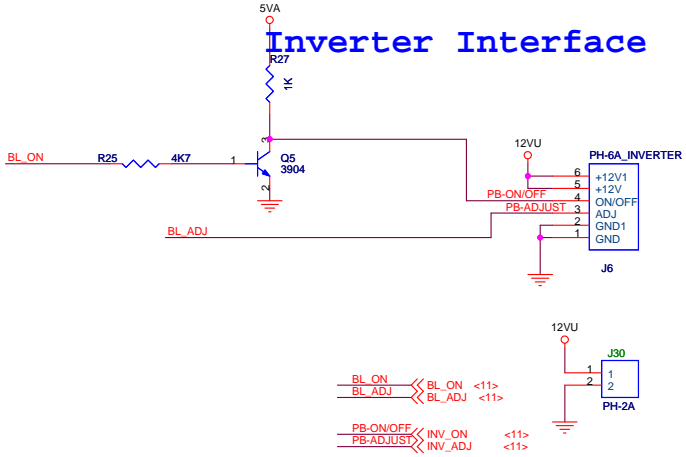 5VA
Inverter Interface
R27
1K
3
12VU
BL_ON
R25
4K7
1
Q5
3904
2
PH-6A_INVERTER
6
+12V1
5
+12V
PB-ON/OFF
4
ON/OFF
PB-ADJUST
3
ADJ
2
GND1
BL_ADJ
1
GND
J6
12VU
J30
1
1
2
2
PH-2A
BL_ON
BL_ON <11>
BL_ADJ
BL_ADJ <11>
PB-ON/OFF
INV_ON <11>
PB-ADJUST
INV_ADJ <11>